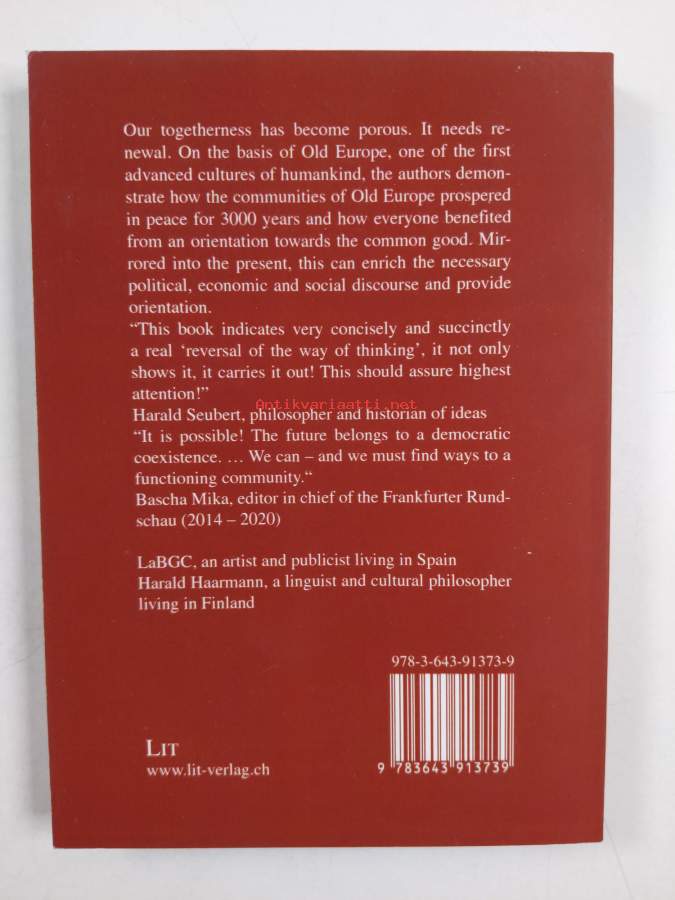 Our togetherness has become porous. It needs re-
newal. On the basis of Old Europe, one of the first
advanced cultures of humankind, the authors demon-
strate how the communities of Old Europe prospered
in peace for 3000 years and how everyone benefited
from an orientation towards the common good. Mir-
rored into the present, this can enrich the necessary
political, economic and social discourse and provide
orientation.
“This book indicates very concisely and succinctly
a real ‘reversal of the way of thinking’, it not only
shows it, it carries it out! This should assure highest
attention!”
Antikvariaatti.net
Harald Seubert, philosopher and historian of ideas
“It is possible! The future belongs to a democratic
coexistence. … We can – and we must find ways to a
functioning community.“
Bascha Mika, editor in chief of the Frankfurter Rund-
schau (2014 – 2020)
LaBGC, an artist and publicist living in Spain
Harald Haarmann, a linguist and cultural philosopher
living in Finland
978-3-643-91373-9
9 783643 913739
LIT
www.lit-verlag.ch